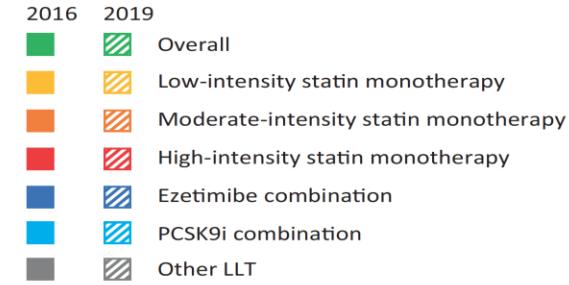 2016 2019
Overall
Low-intensity statin monotherapy
Moderate-intensity statin monotherapy
High-intensity statin monotherapy
Ezetimibe combination
PCSK9i combination
Other LLT